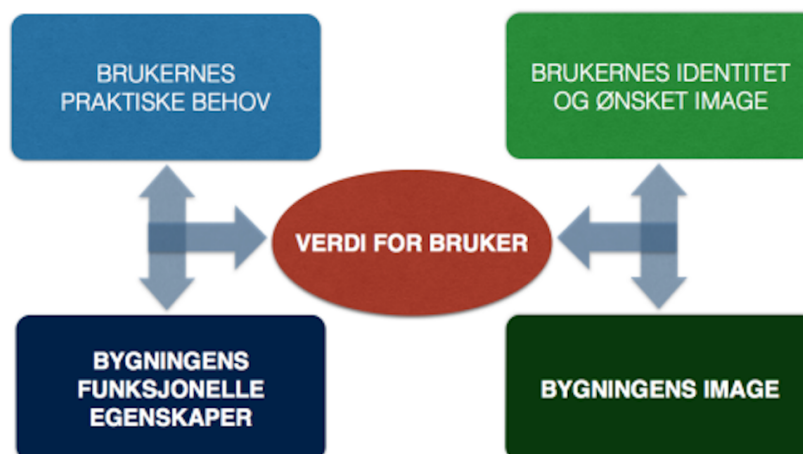 BRUKERNES
PRAKTISKE BEHOV
BRUKERNES IDENTITET
OG ØNSKET IMAGE
VERDI FOR BRUKER
BYGNINGENS
FUNKSJONELLE
EGENSKAPER
BYGNINGENS IMAGE